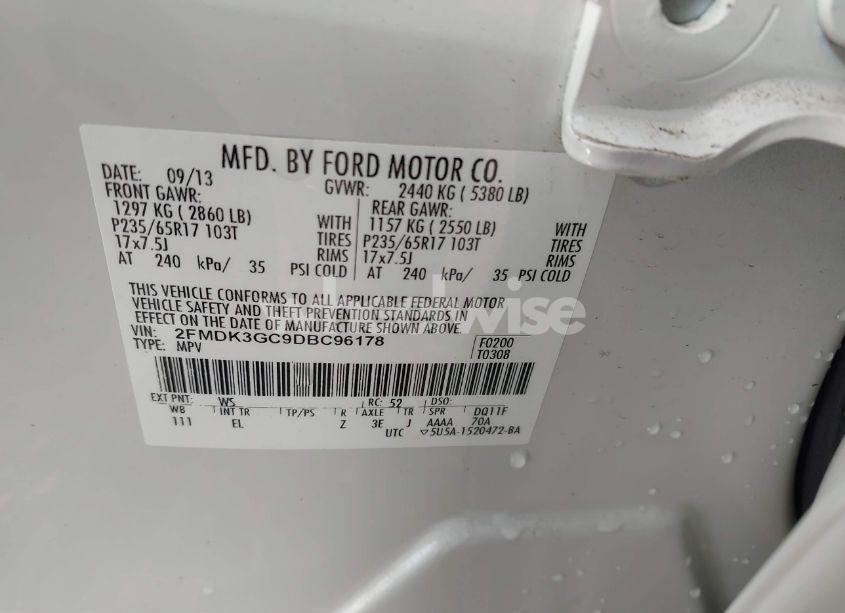 MFD. BY FORD MOTOR CO.
DATE: 09/13 GVWR: 2440 KG ( 5380 LB)
FRONT GAWR: REAR GAWR:
1297 KG ( 2860 LB) WITH 1157 KG ( 2550 LB) WITH
P235/65R17 103T TIRES P235/65R17 103T TIRES
17x7.5J RIMS 17x7.5J RIMS
AT 240 kPa/ 35 PSI COLD AT 240 kPa/ 35 PSI COLD
THIS VEHICLE CONFORMS TO ALL APPLICABLE FEDERAL MOTOR
VEHICLE SAFETY AND THEFT PREVENTION STANDARDS IN
EFFECT ON THE DATE OF MANUFACTURE SHOWN ABOVE.
VIN: 2FMDK3GC9DBC96178 F0200
TYPE: MPV T0308
EXT PNT: WS RC: 52 DSO:
WB INT TR TP/PS R AXLE TR SPR DQ11F
111 EL Z 3E J AAAA 70A
UTC ▽5U5A-1520472-BA
wise